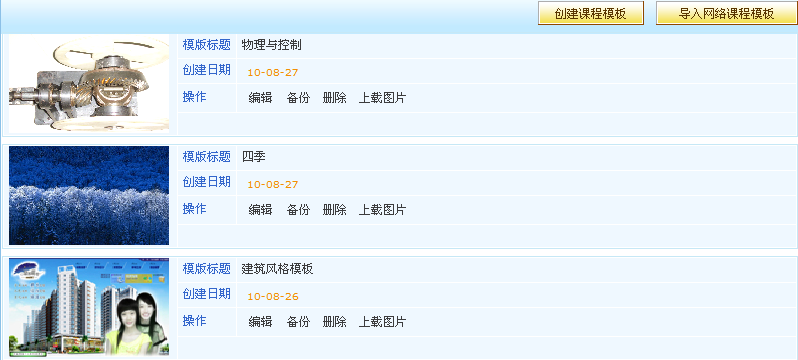 创建课程模板 导入网络课程模板
模版标题 物理与控制
创建日期 10-08-27
操作 编辑 备份 删除 上载图片
模版标题 四季
创建日期 10-08-27
操作 编辑 备份 删除 上载图片
模版标题 建筑风格模板
创建日期 10-08-26
操作 编辑 备份 删除 上载图片